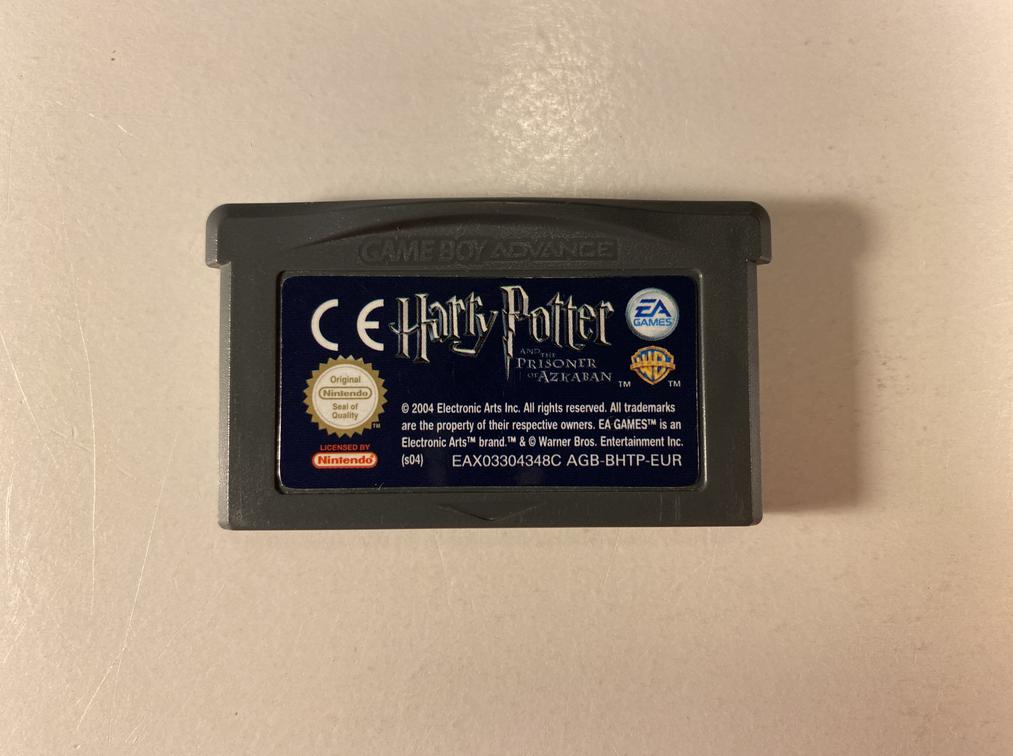 GAME BOY ADVANCE
CE
Harry Potter
AND THE
PRISONER
OF AZKABAN
TM
EA
GAMES
WB
TM
Original
Nintendo
Seal of
Quality
TM
LICENSED BY
Nintendo
© 2004 Electronic Arts Inc. All rights reserved. All trademarks
are the property of their respective owners. EA GAMES™ is an
Electronic Arts™ brand.™ & © Warner Bros. Entertainment Inc.
(s04) EAX03304348C AGB-BHTP-EUR